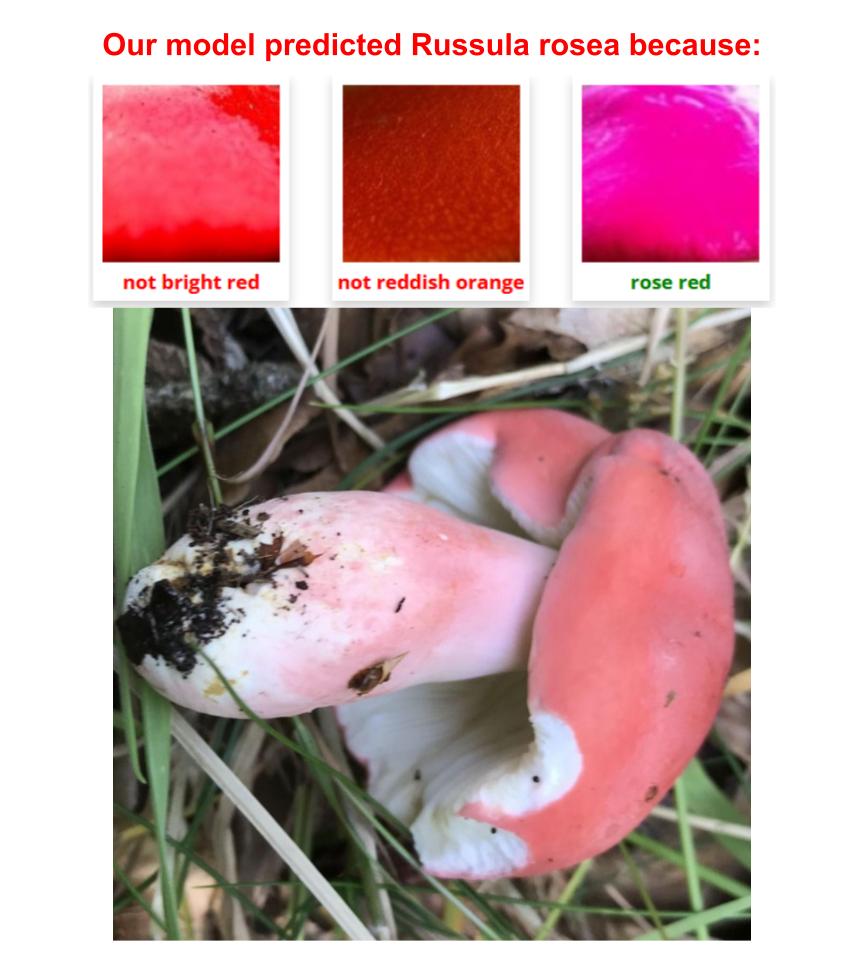 Our model predicted Russula rosea because:
not bright red
not reddish orange
rose red